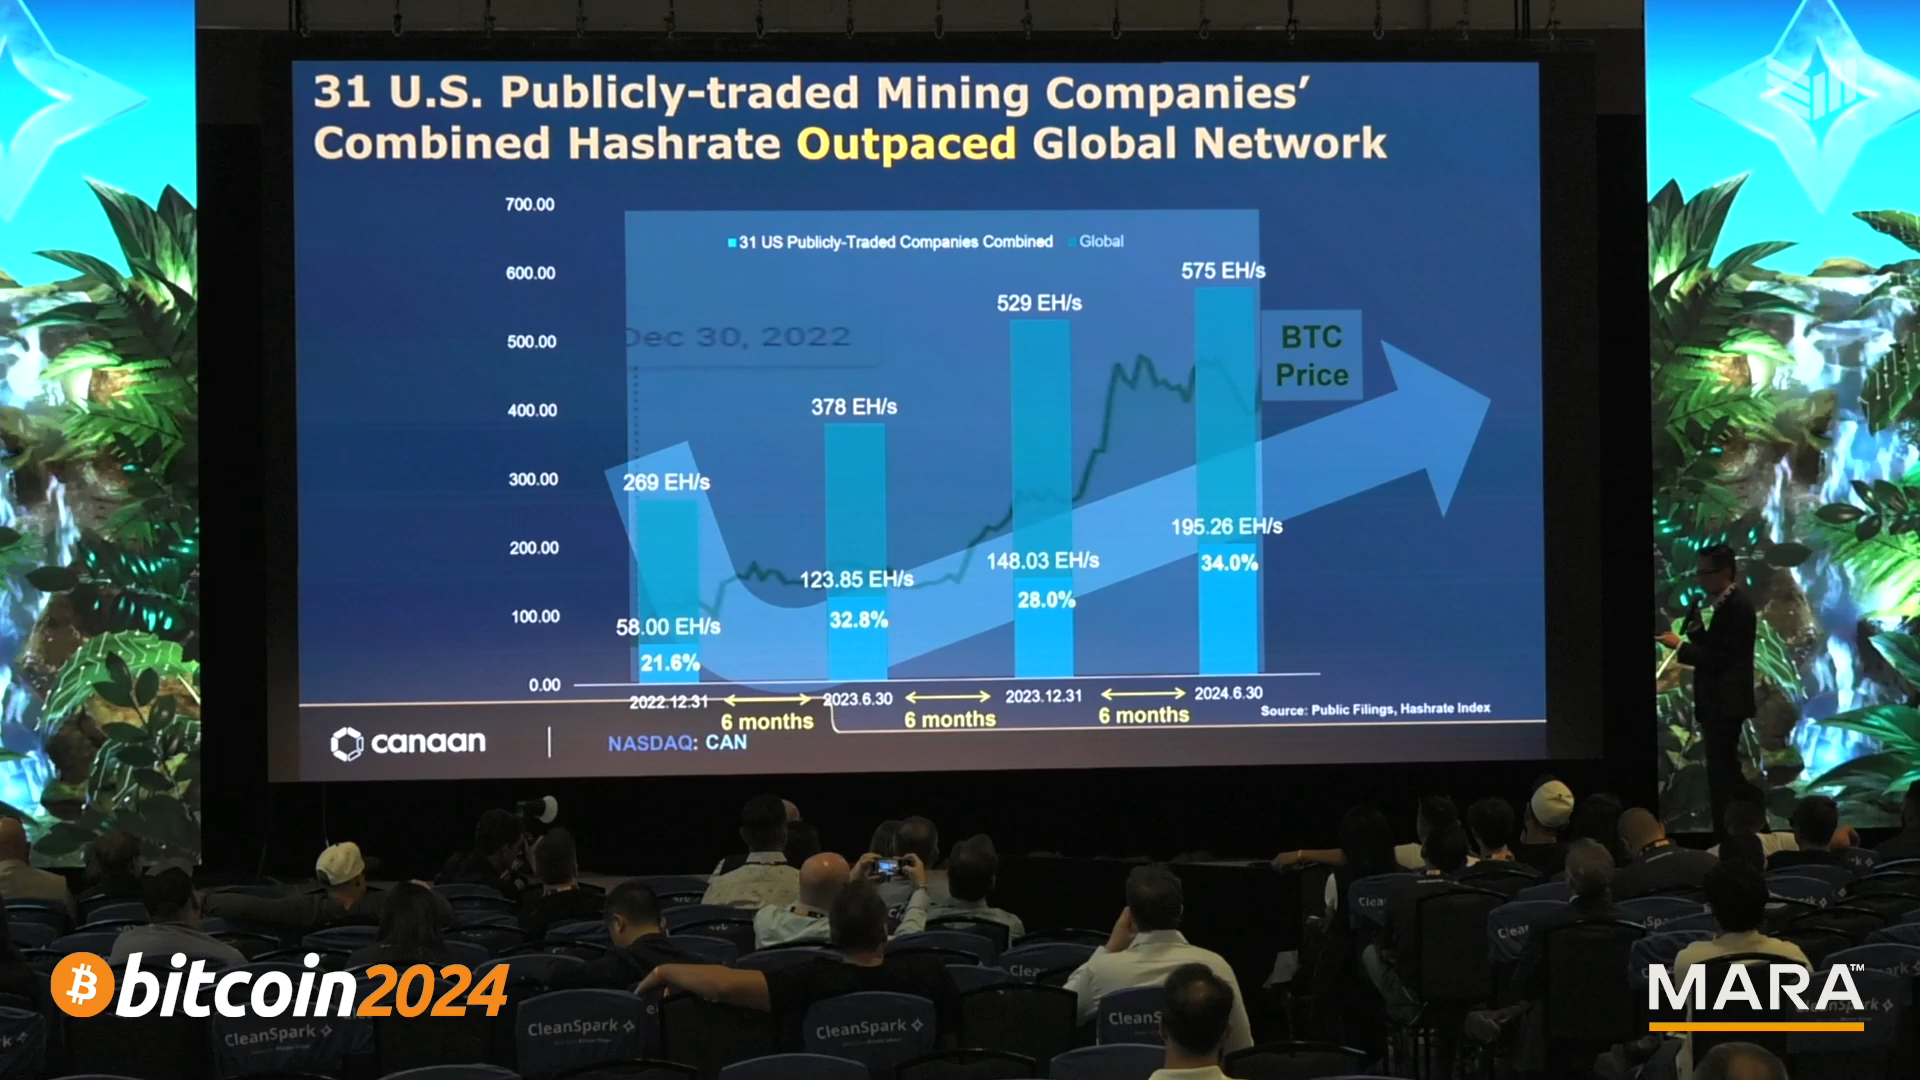 31 U.S. Publicly-traded Mining Companies’
Combined Hashrate Outpaced Global Network
700.00
600.00
500.00
400.00
300.00
200.00
100.00
0.00
31 US Publicly-Traded Companies Combined
Global
Dec 30, 2022
269 EH/s
378 EH/s
529 EH/s
575 EH/s
BTC
Price
58.00 EH/s
21.6%
123.85 EH/s
32.8%
148.03 EH/s
28.0%
195.26 EH/s
34.0%
2022.12.31
2023.6.30
2023.12.31
2024.6.30
6 months
6 months
6 months
Source: Public Filings, Hashrate Index
canaan
NASDAQ: CAN
bitcoin2024
MARA™
CleanSpark
CleanSpark
CleanSpark